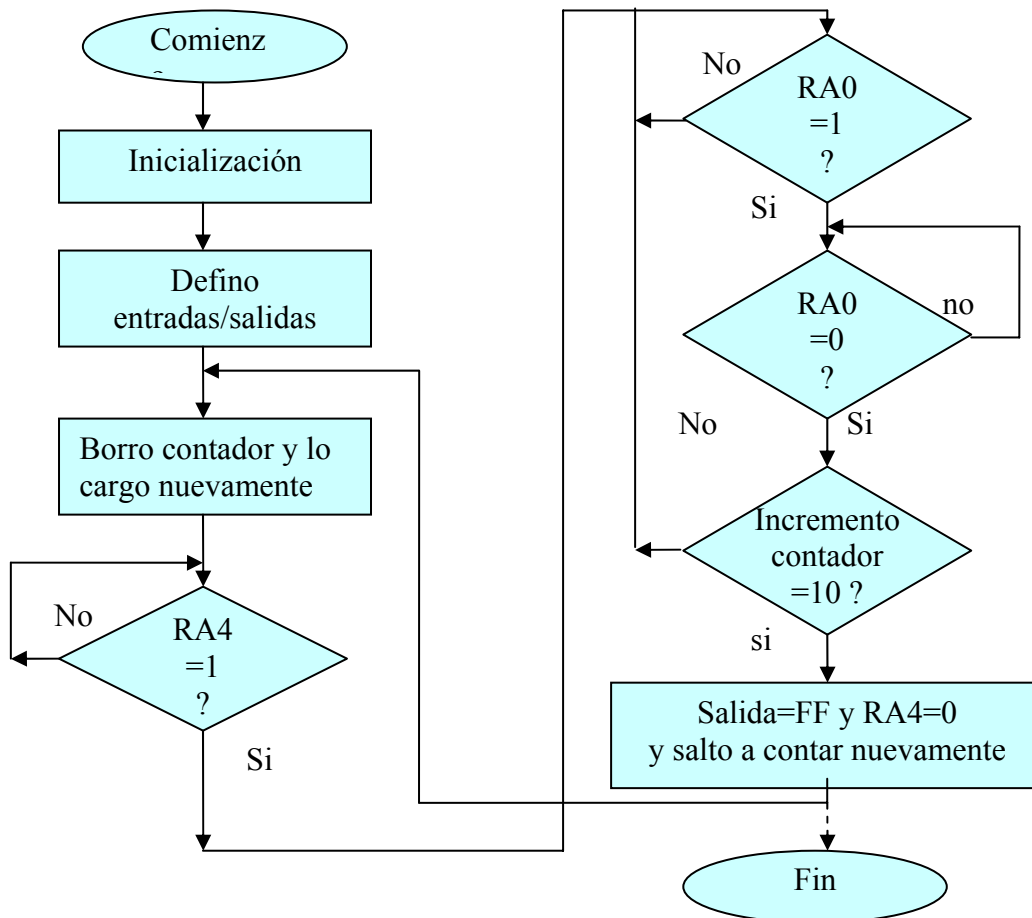 Comienz
Inicialización
Defino
entradas/salidas
Borro contador y lo
cargo nuevamente
No
RA4
=1
?
Si
No
RA0
=1
?
Si
RA0
=0
?
no
No
Si
Incremento
contador
=10 ?
si
Salida=FF y RA4=0
y salto a contar nuevamente
Fin